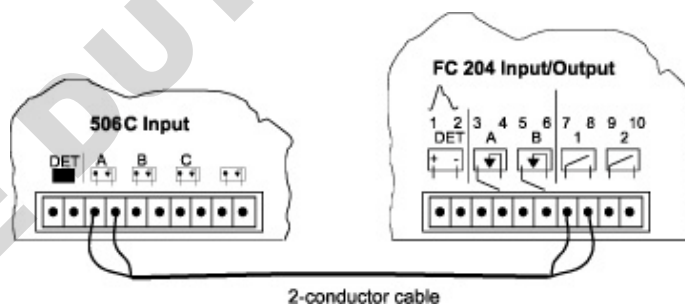 506C Input
DET A B C
FC 204 Input/Output
1 2 3 4 5 6 7 8 9 10
DET A B 1 2
+ -
2-conductor cable
E DU